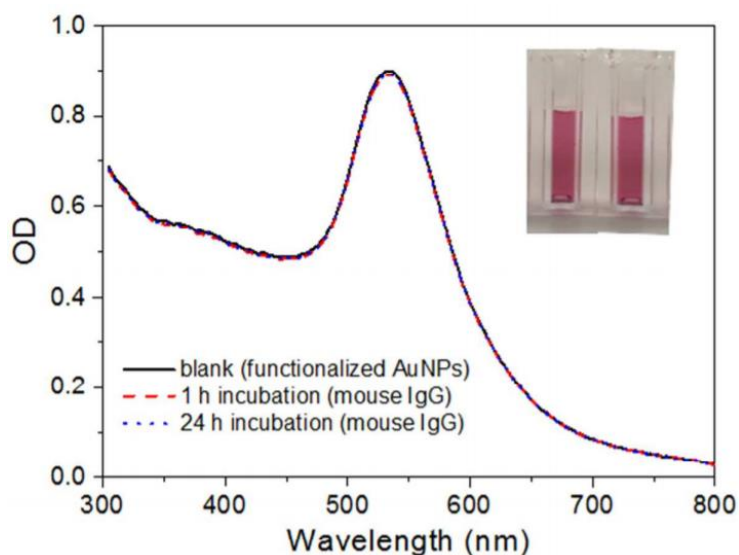 1.0
0.8
0.6
0.4
0.2
0.0
OD
blank (functionalized AuNPs)
1 h incubation (mouse IgG)
24 h incubation (mouse IgG)
300 400 500 600 700 800
Wavelength (nm)